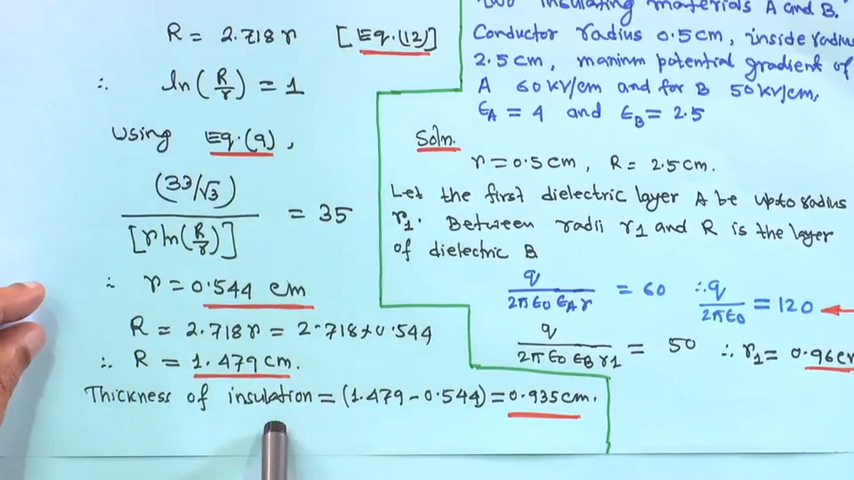 R = 2.718 r [Eq.(12)]
∴ ln(R/r) = 1
Using Eq.(9),
(33/√3) / [r ln(R/r)] = 35
∴ r = 0.544 cm
R = 2.718 r = 2.718 × 0.544
∴ R = 1.479 cm.
Thickness of insulation = (1.479 - 0.544) = 0.935 cm.
two insulating materials A and B.
Conductor radius 0.5 cm, inside radius
2.5 cm, maximum potential gradient of
A 60 kV/cm and for B 50 kV/cm,
ϵA = 4 and ϵB = 2.5
Soln.
r = 0.5 cm, R = 2.5 cm.
Let the first dielectric layer A be upto radius
r1. Between radii r1 and R is the layer
of dielectric B
q / 2πϵ0 ϵA r = 60 ∴ q / 2πϵ0 = 120
q / 2πϵ0 ϵB r1 = 50 ∴ r1 = 0.96 cm